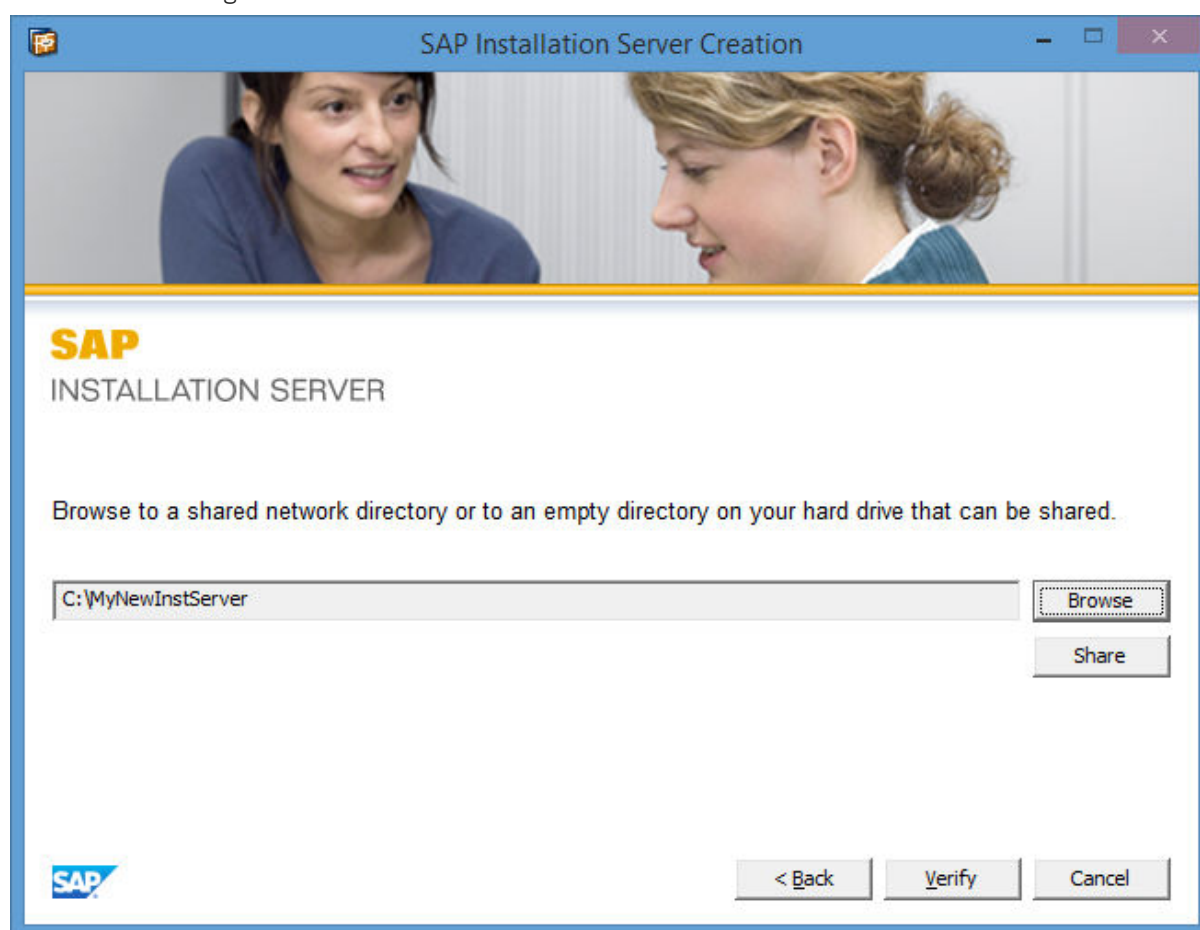 SAP Installation Server Creation
SAP
INSTALLATION SERVER
Browse to a shared network directory or to an empty directory on your hard drive that can be shared.
C:\MyNewInstServer
Browse
Share
SAP
< Back
Verify
Cancel